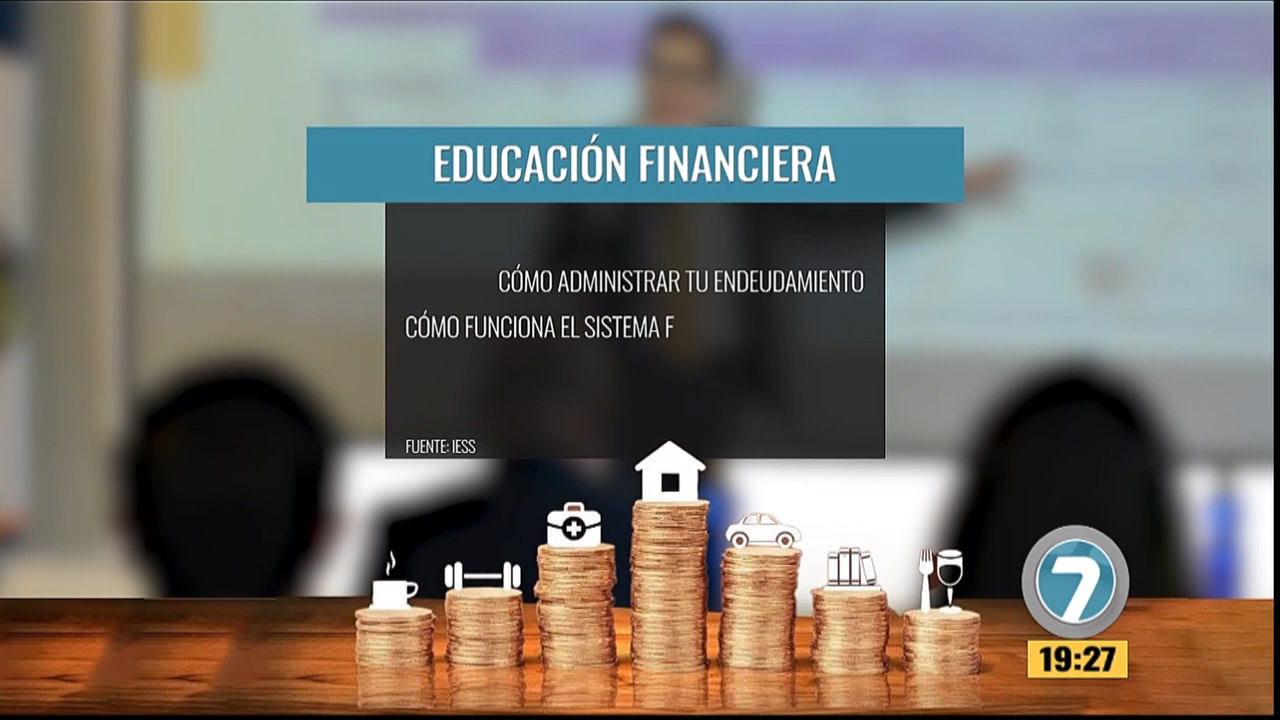 EDUCACIÓN FINANCIERA
CÓMO ADMINISTRAR TU ENDEUDAMIENTO
CÓMO FUNCIONA EL SISTEMA F
FUENTE: IESS
7
19:27